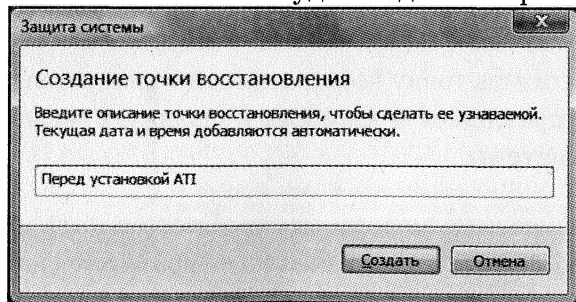 Защита системы
Создание точки восстановления
Введите описание точки восстановления, чтобы сделать ее узнаваемой.
Текущая дата и время добавляются автоматически.
Перед установкой ATI
Создать Отмена